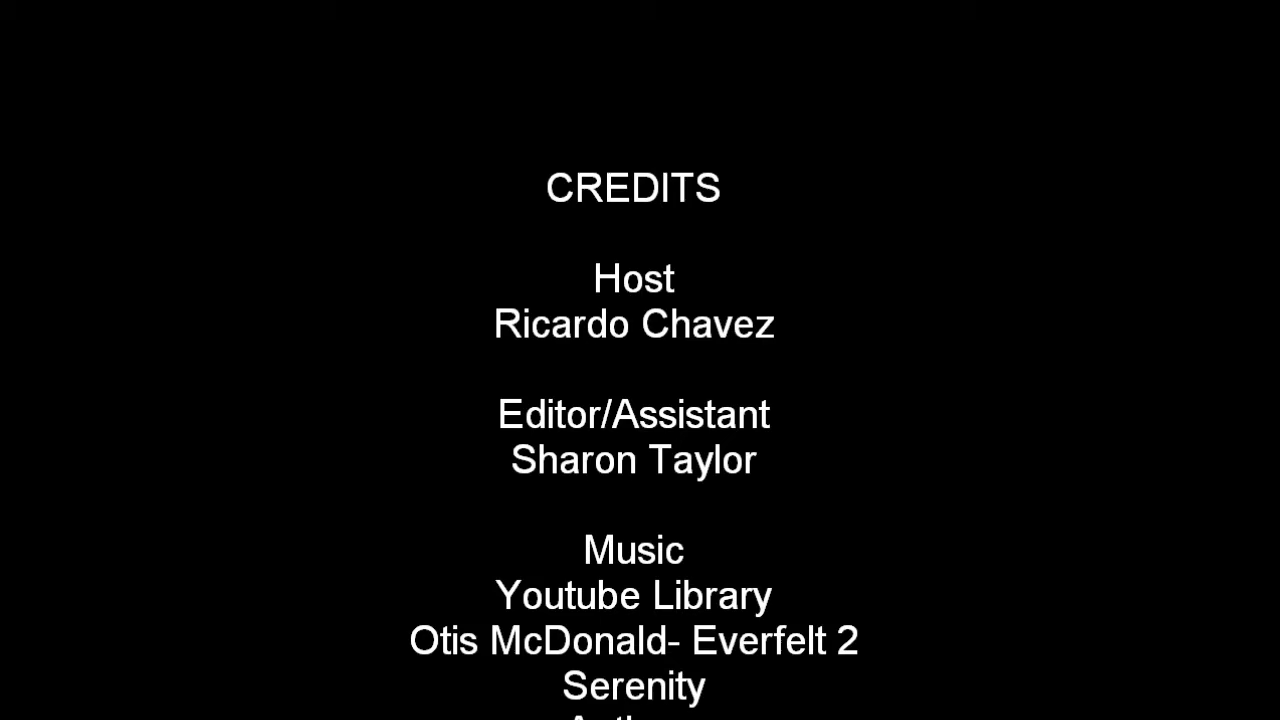 CREDITS
Host
Ricardo Chavez
Editor/Assistant
Sharon Taylor
Music
Youtube Library
Otis McDonald- Everfelt 2
Serenity